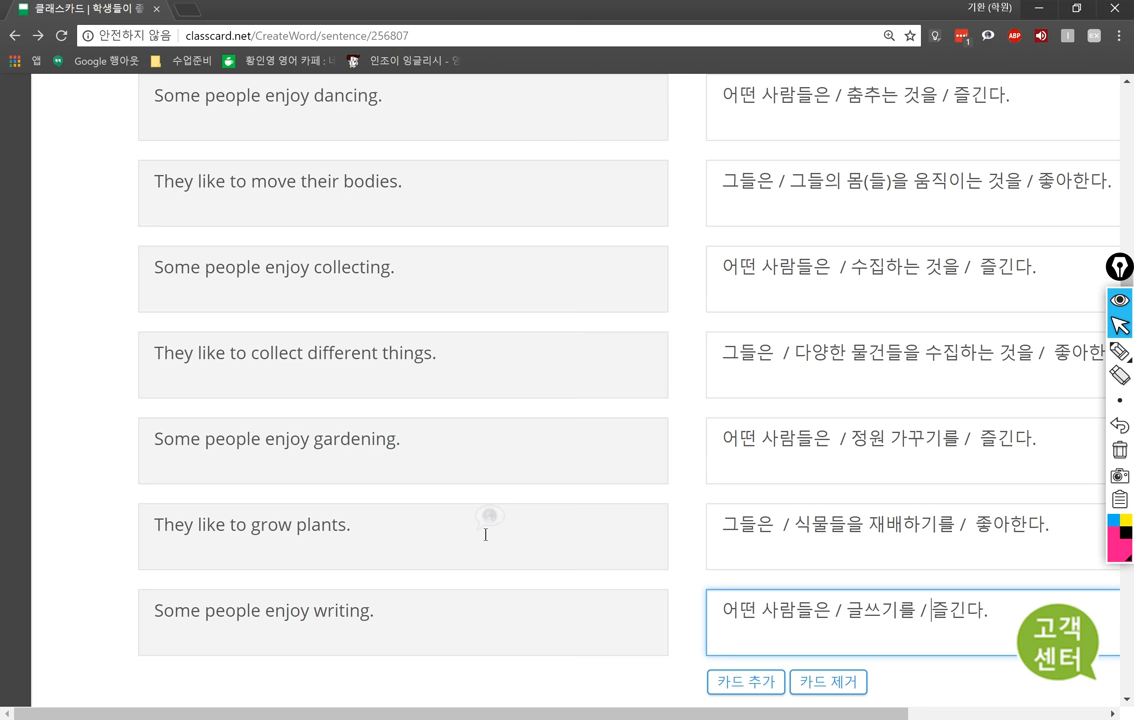 클래스카드 | 학생들이 쥴
기환 (학원)
안전하지 않음 classcard.net/CreateWord/sentence/256807
앱 Google 행아웃 수업준비 황인영 영어 카페 : 네 인조이 잉글리시 - 영
1 ABP
Some people enjoy dancing. 어떤 사람들은 / 춤추는 것을 / 즐긴다.
They like to move their bodies. 그들은 / 그들의 몸(들)을 움직이는 것을 / 좋아한다.
Some people enjoy collecting. 어떤 사람들은 / 수집하는 것을 / 즐긴다.
They like to collect different things. 그들은 / 다양한 물건들을 수집하는 것을 / 좋아한
Some people enjoy gardening. 어떤 사람들은 / 정원 가꾸기를 / 즐긴다.
They like to grow plants. 그들은 / 식물들을 재배하기를 / 좋아한다.
Some people enjoy writing. 어떤 사람들은 / 글쓰기를 / 즐긴다.
고객
센터
카드 추가 카드 제거